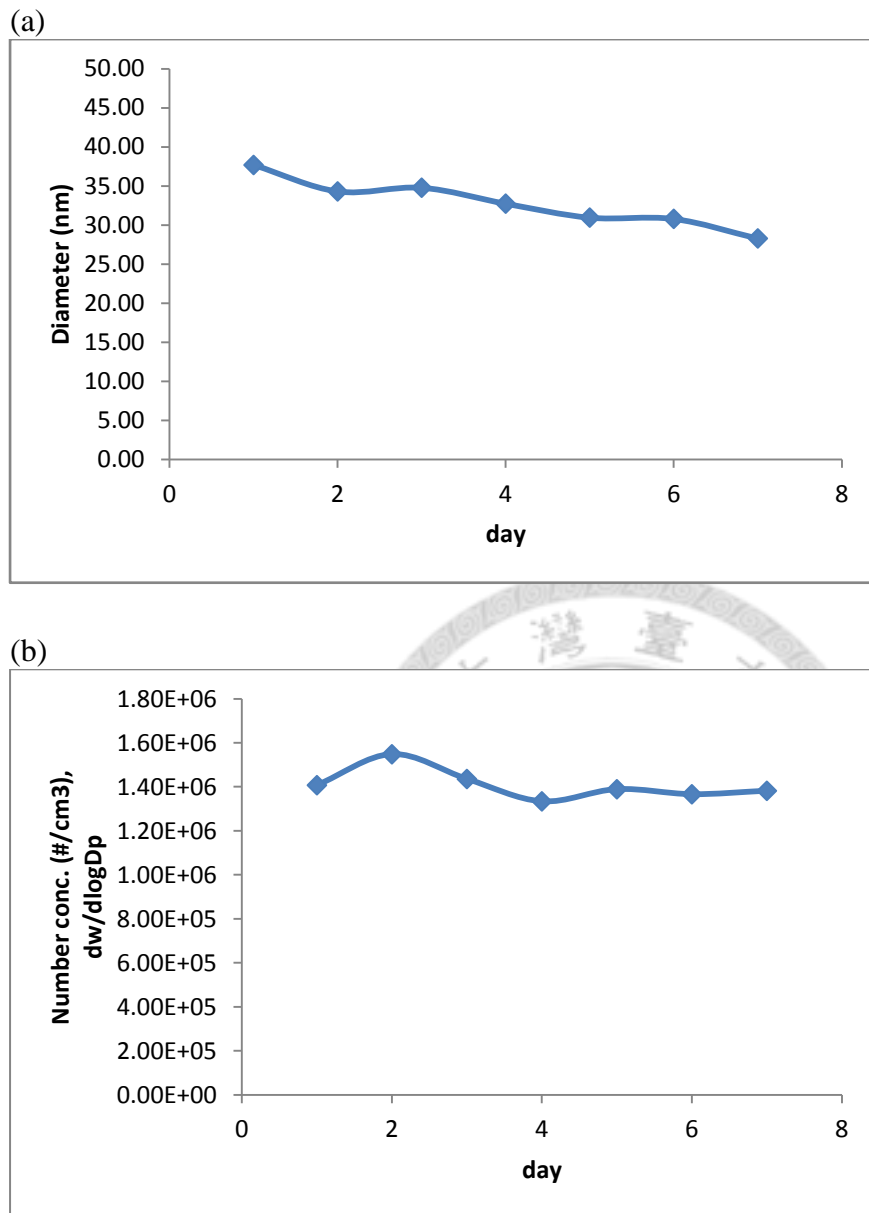 (a)
50.00
45.00
40.00
35.00
30.00
25.00
20.00
15.00
10.00
5.00
0.00
Diameter (nm)
0 2 4 6 8
day
灣 臺
(b)
1.80E+06
1.60E+06
1.40E+06
1.20E+06
1.00E+06
8.00E+05
6.00E+05
4.00E+05
2.00E+05
0.00E+00
Number conc. (#/cm3),
dw/dlogDp
0 2 4 6 8
day